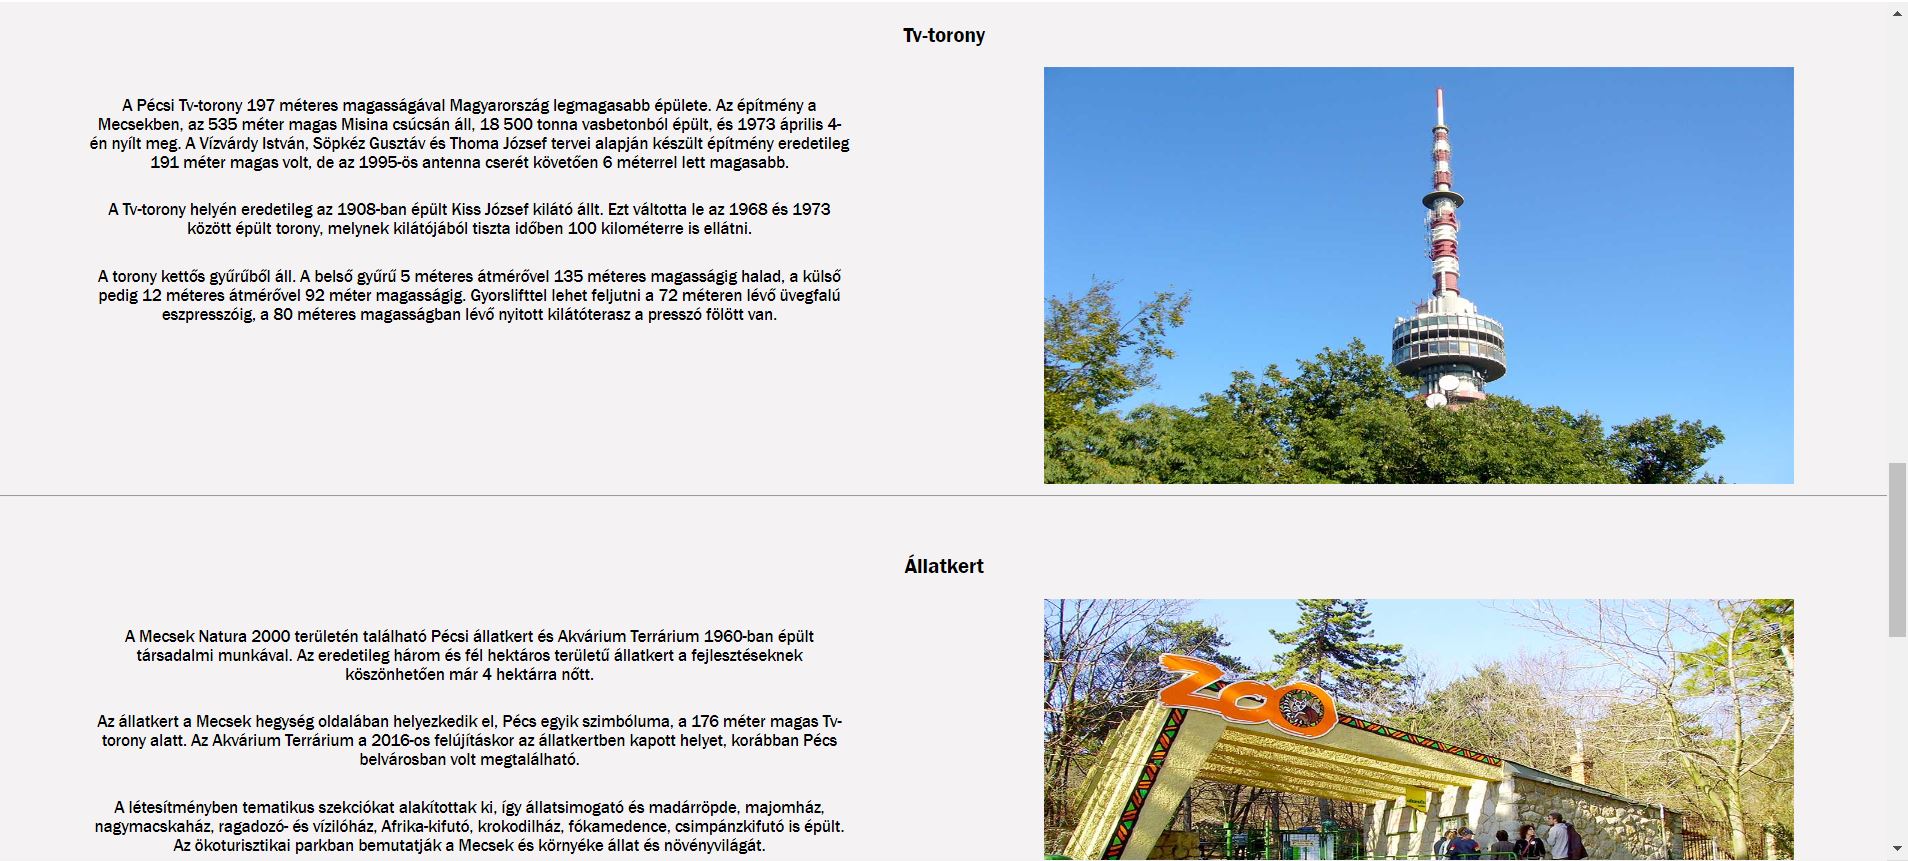 Tv-torony
A Pécsi Tv-torony 197 méteres magasságával Magyarország legmagasabb épülete. Az építmény a
Mecsekben, az 535 méter magas Misina csúcsán áll, 18 500 tonna vasbetonból épült, és 1973 április 4-
én nyílt meg. A Vízvárdy István, Söpkéz Gusztáv és Thoma József tervei alapján készült építmény eredetileg
191 méter magas volt, de az 1995-ös antenna cserét követően 6 méterrel lett magasabb.
A Tv-torony helyén eredetileg az 1908-ban épült Kiss József kilátó állt. Ezt váltotta le az 1968 és 1973
között épült torony, melynek kilátójából tiszta időben 100 kilométerre is ellátni.
A torony kettős gyűrűből áll. A belső gyűrű 5 méteres átmérővel 135 méteres magasságig halad, a külső
pedig 12 méteres átmérővel 92 méter magasságig. Gyorslifttel lehet feljutni a 72 méteren lévő üvegfalú
eszpresszóig, a 80 méteres magasságban lévő nyitott kilátóterasz a presszó fölött van.
Állatkert
A Mecsek Natura 2000 területén található Pécsi állatkert és Akvárium Terrárium 1960-ban épült
társadalmi munkával. Az eredetileg három és fél hektáros területű állatkert a fejlesztéseknek
köszönhetően már 4 hektárra nőtt.
Az állatkert a Mecsek hegység oldalában helyezkedik el, Pécs egyik szimbóluma, a 176 méter magas Tv-
torony alatt. Az Akvárium Terrárium a 2016-os felújításkor az állatkertben kapott helyet, korábban Pécs
belvárosban volt megtalálható.
A létesítményben tematikus szekciókat alakítottak ki, így állatsimogató és madárröpde, majomház,
nagymacskaház, ragadozó- és vízilóház, Afrika-kifutó, krokodilház, fókamedence, csimpánzkifutó is épült.
Az ökoturisztikai parkban bemutatják a Mecsek és környéke állat és növényvilágát.
ZOO